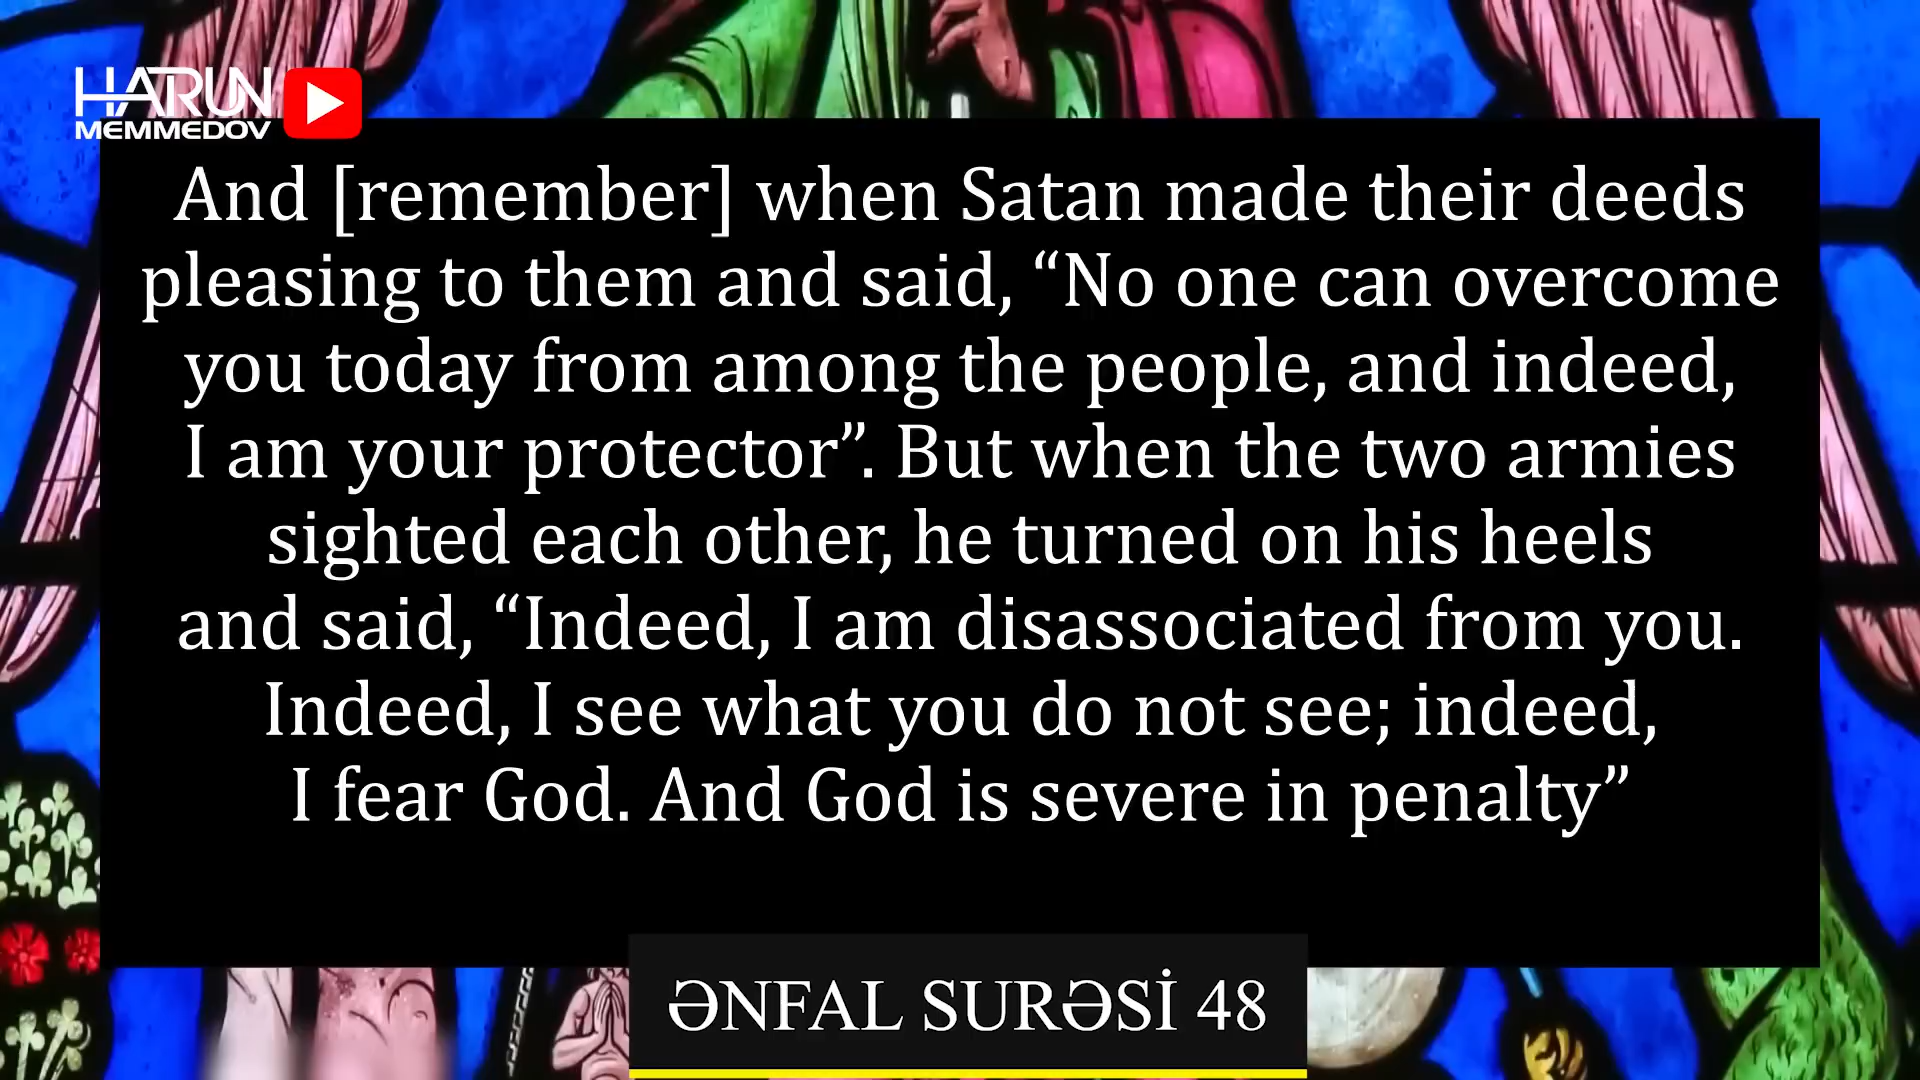 HARUN
MEMMEDOV
And [remember] when Satan made their deeds
pleasing to them and said, “No one can overcome
you today from among the people, and indeed,
I am your protector”. But when the two armies
sighted each other, he turned on his heels
and said, “Indeed, I am disassociated from you.
Indeed, I see what you do not see; indeed,
I fear God. And God is severe in penalty”
ƏNFAL SURƏSİ 48